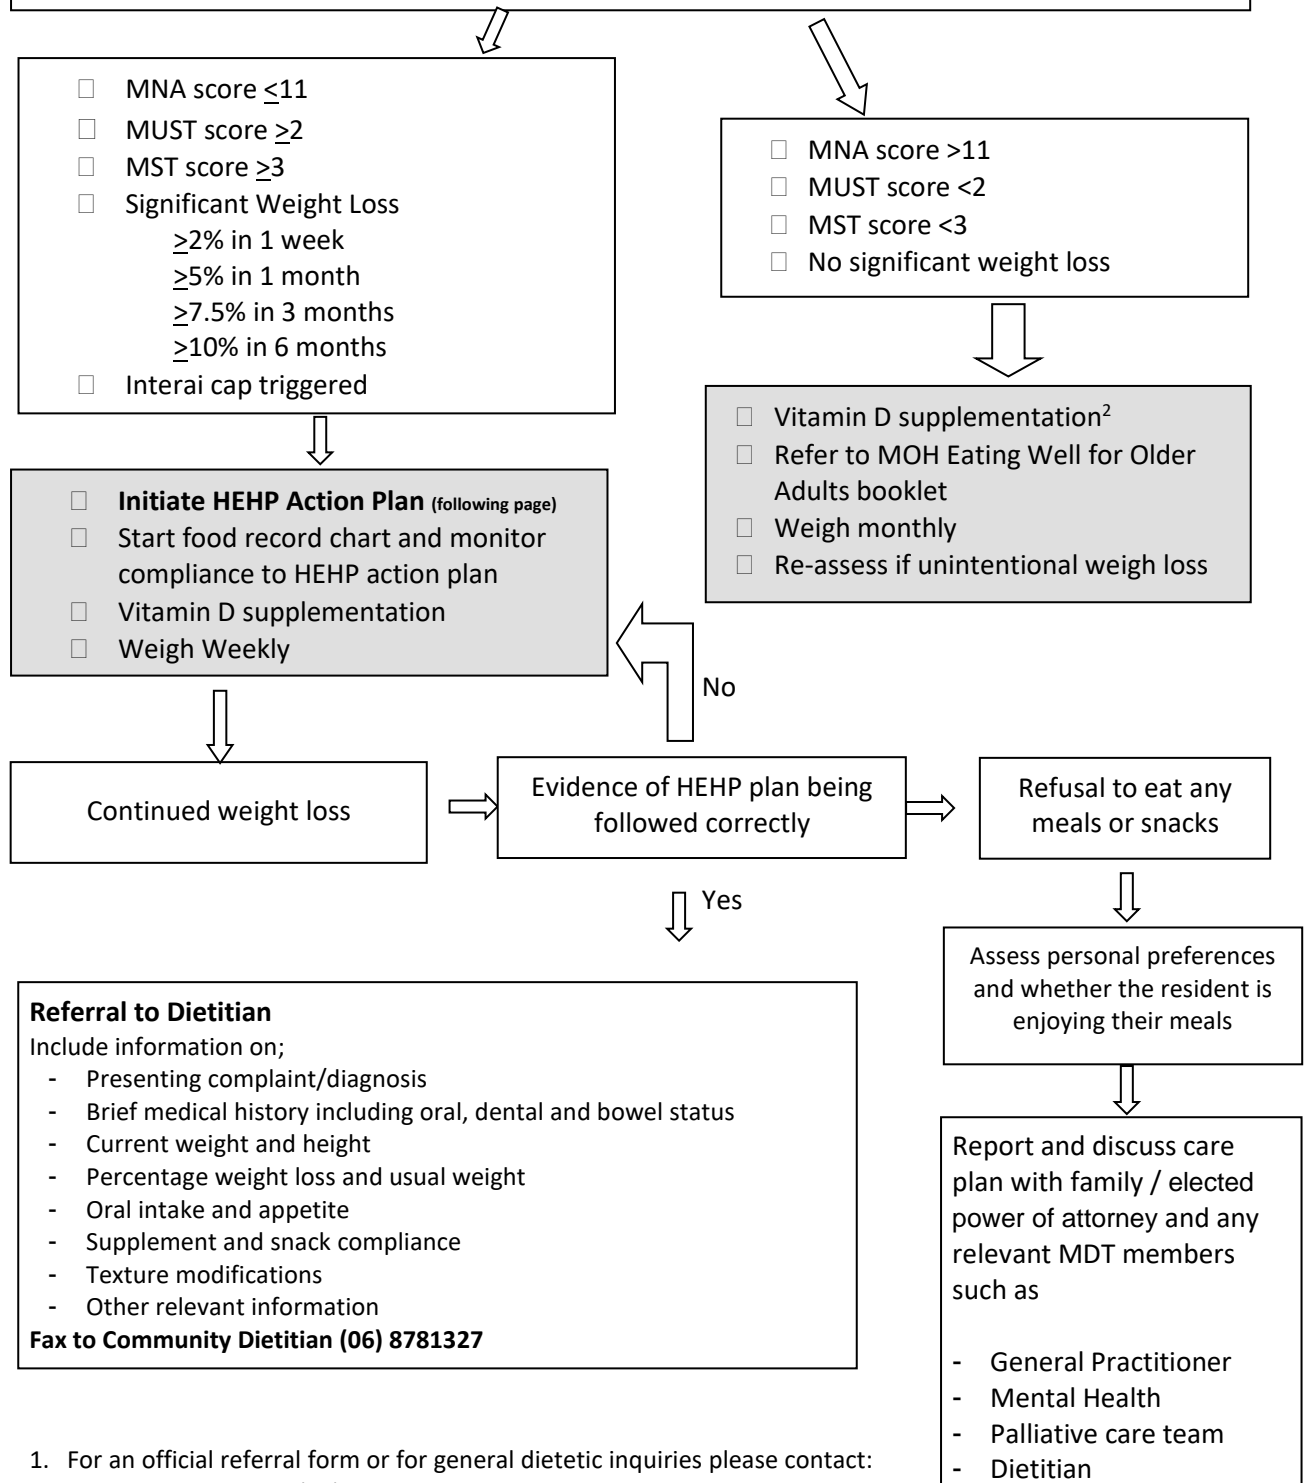 ☐ MNA score <11
☐ MUST score >2
☐ MST score >3
☐ Significant Weight Loss
>2% in 1 week
>5% in 1 month
>7.5% in 3 months
>10% in 6 months
☐ Interai cap triggered
☐ MNA score >11
☐ MUST score <2
☐ MST score <3
☐ No significant weight loss
☐ Initiate HEHP Action Plan (following page)
☐ Start food record chart and monitor
compliance to HEHP action plan
☐ Vitamin D supplementation
☐ Weigh Weekly
☐ Vitamin D supplementation²
☐ Refer to MOH Eating Well for Older
Adults booklet
☐ Weigh monthly
☐ Re-assess if unintentional weigh loss
No
Continued weight loss
Evidence of HEHP plan being
followed correctly
Refusal to eat any
meals or snacks
Yes
Assess personal preferences
and whether the resident is
enjoying their meals
Referral to Dietitian
Include information on;
- Presenting complaint/diagnosis
- Brief medical history including oral, dental and bowel status
- Current weight and height
- Percentage weight loss and usual weight
- Oral intake and appetite
- Supplement and snack compliance
- Texture modifications
- Other relevant information
Fax to Community Dietitian (06) 8781327
Report and discuss care
plan with family / elected
power of attorney and any
relevant MDT members
such as
- General Practitioner
- Mental Health
- Palliative care team
- Dietitian
1. For an official referral form or for general dietetic inquiries please contact: